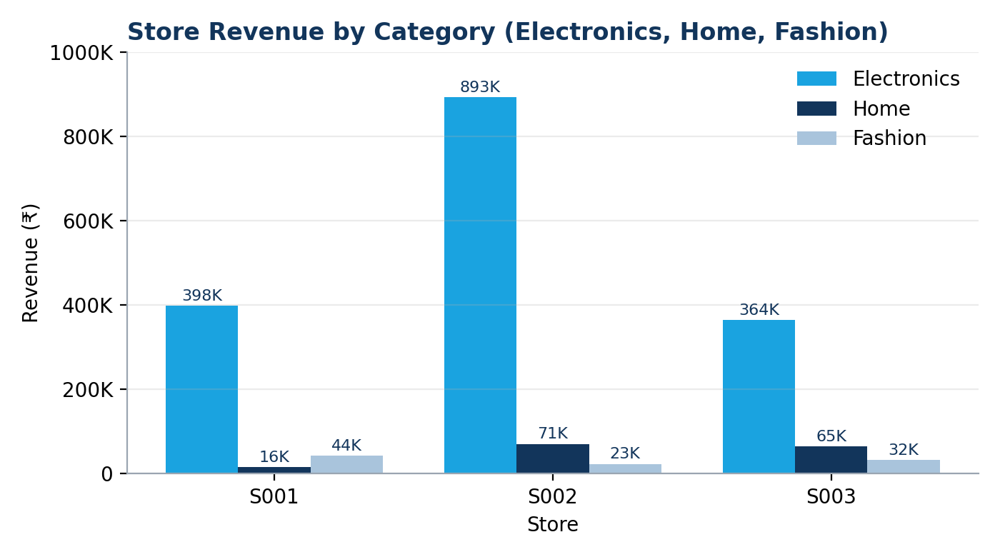 Store Revenue by Category (Electronics, Home, Fashion)
1000K
800K
600K
400K
200K
0
Revenue (₹)
Electronics
Home
Fashion
398K
16K
44K
893K
71K
23K
364K
65K
32K
S001
S002
S003
Store